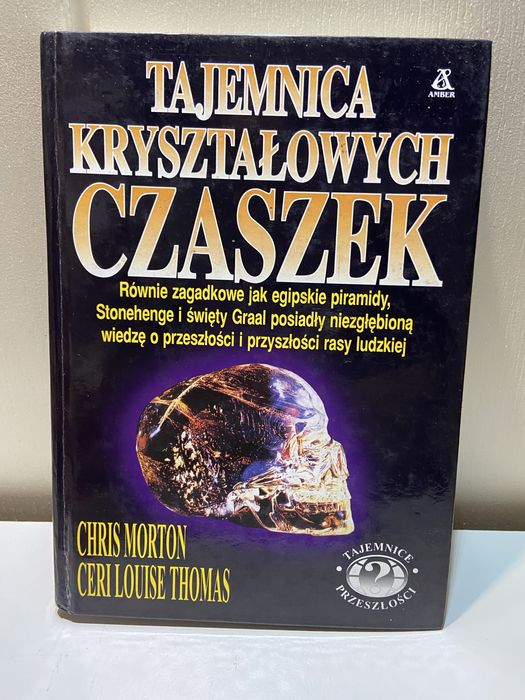 AMBER
TAJEMNICA
KRYSZTAŁOWYCH
CZASZEK
Równie zagadkowe jak egipskie piramidy,
Stonehenge i święty Graal posiadły niezgłębioną
wiedzę o przeszłości i przyszłości rasy ludzkiej
CHRIS MORTON
CERI LOUISE THOMAS
TAJEMNICE
?
PRZESZŁOŚCI